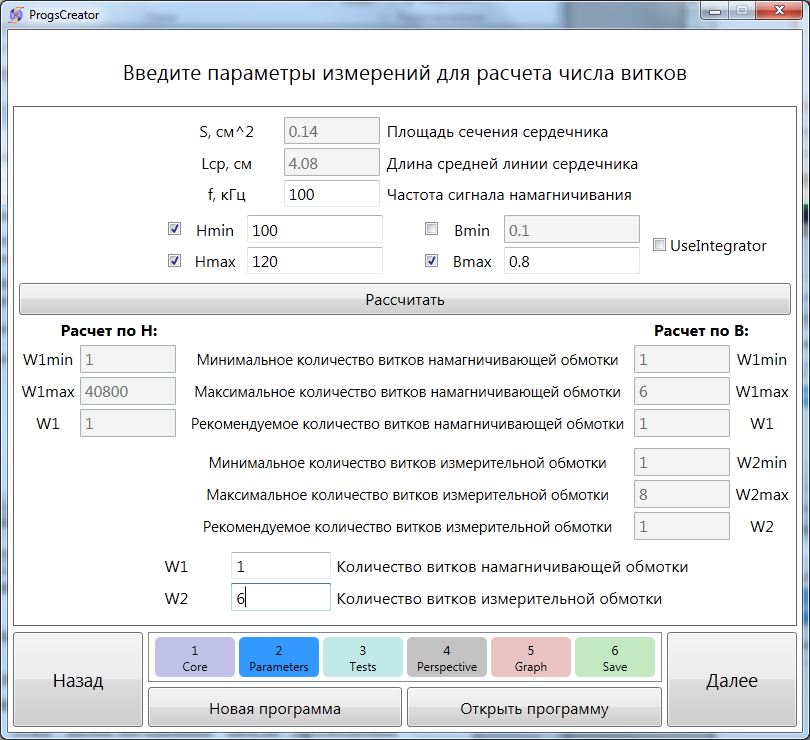 ProgsCreator
Введите параметры измерений для расчета числа витков
S, см^2 0.14 Площадь сечения сердечника
Lср, см 4.08 Длина средней линии сердечника
f, кГц 100 Частота сигнала намагничивания
Hmin 100 Bmin 0.1
UseIntegrator
Hmax 120 Bmax 0.8
Рассчитать
Расчет по H: Расчет по B:
W1min 1 Минимальное количество витков намагничивающей обмотки 1 W1min
W1max 40800 Максимальное количество витков намагничивающей обмотки 6 W1max
W1 1 Рекомендуемое количество витков намагничивающей обмотки 1 W1
Минимальное количество витков измерительной обмотки 1 W2min
Максимальное количество витков измерительной обмотки 8 W2max
Рекомендуемое количество витков измерительной обмотки 1 W2
W1 1 Количество витков намагничивающей обмотки
W2 6 Количество витков измерительной обмотки
Назад
1 2 3 4 5 6
Core Parameters Tests Perspective Graph Save
Далее
Новая программа Открыть программу